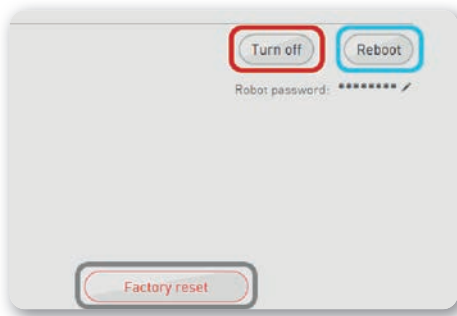 Turn off Reboot
Robot password: ••••••••
Factory reset